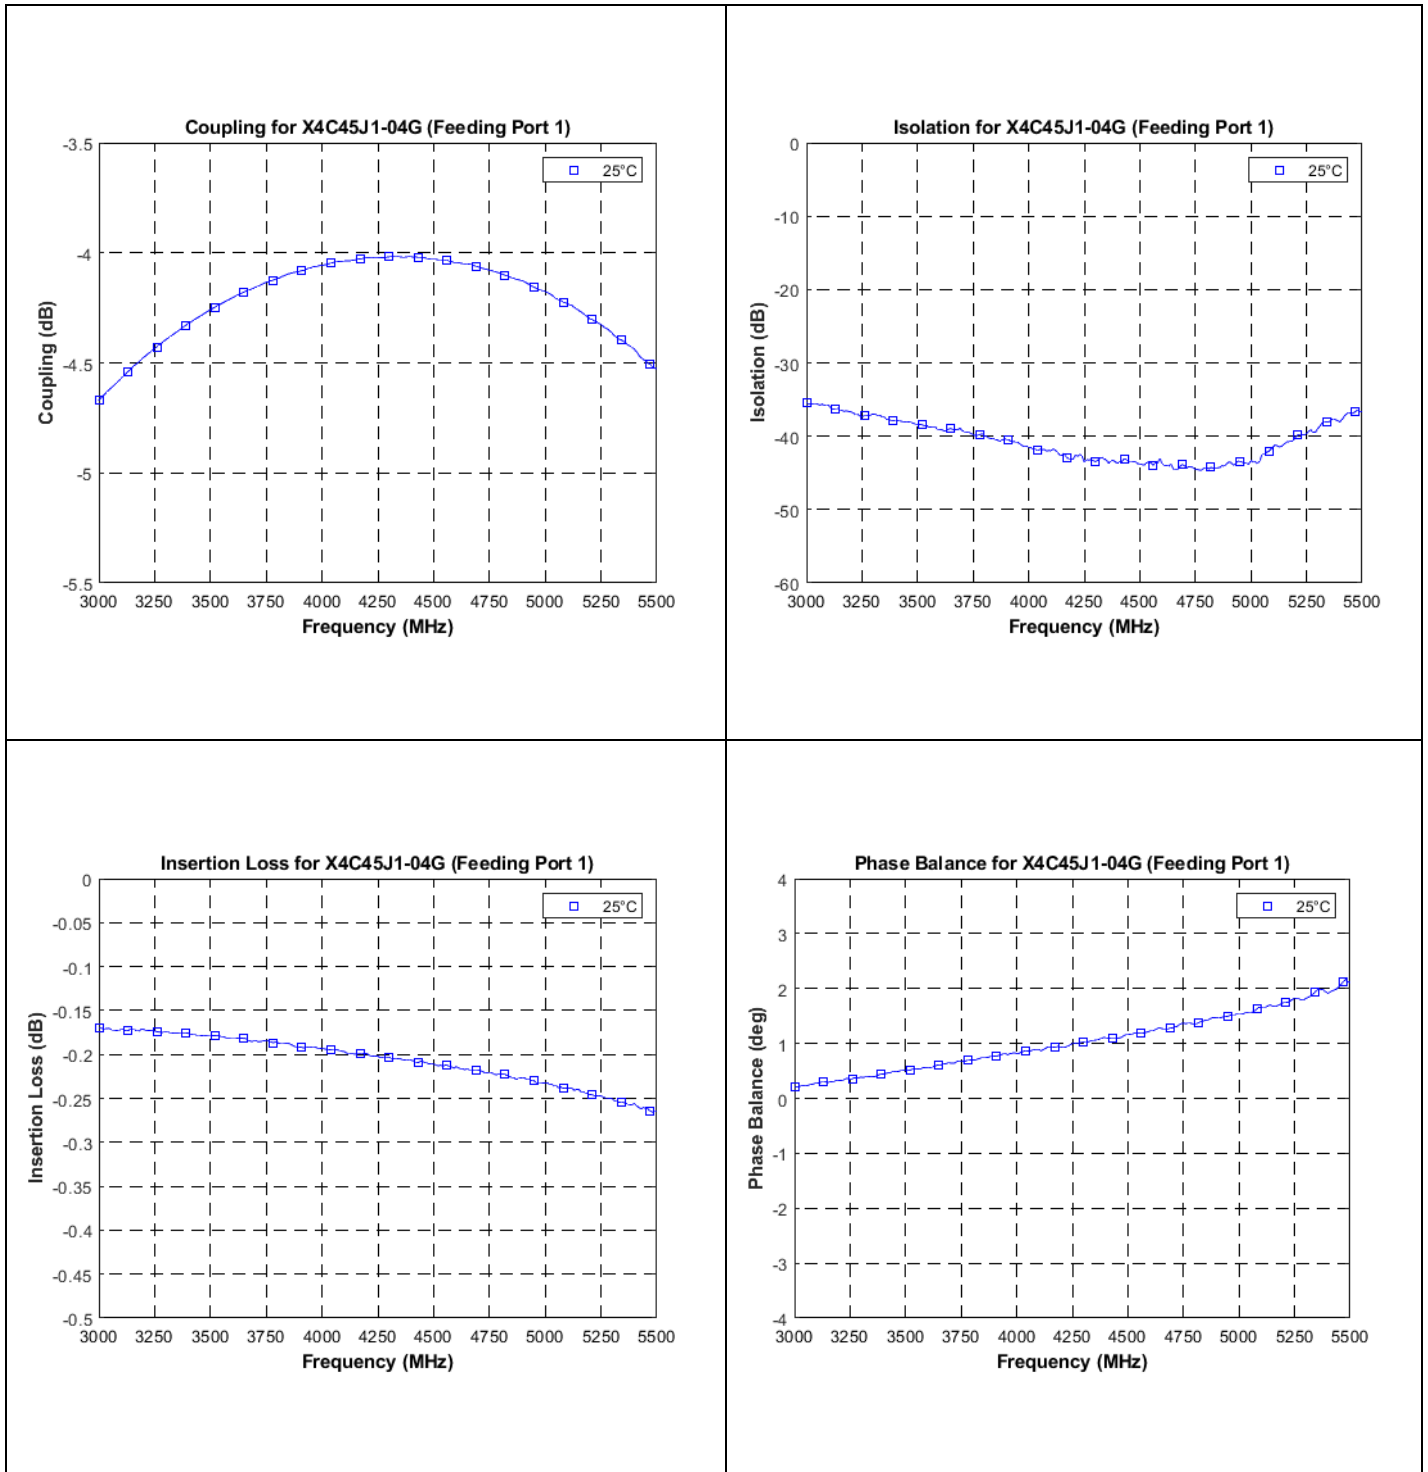 Coupling for X4C45J1-04G (Feeding Port 1)
-3.5
-4
-4.5
-5
-5.5
Coupling (dB)
25°C
3000 3250 3500 3750 4000 4250 4500 4750 5000 5250 5500
Frequency (MHz)
Isolation for X4C45J1-04G (Feeding Port 1)
0
-10
-20
-30
-40
-50
-60
Isolation (dB)
25°C
3000 3250 3500 3750 4000 4250 4500 4750 5000 5250 5500
Frequency (MHz)
Insertion Loss for X4C45J1-04G (Feeding Port 1)
0
-0.05
-0.1
-0.15
-0.2
-0.25
-0.3
-0.35
-0.4
-0.45
-0.5
Insertion Loss (dB)
25°C
3000 3250 3500 3750 4000 4250 4500 4750 5000 5250 5500
Frequency (MHz)
Phase Balance for X4C45J1-04G (Feeding Port 1)
4
3
2
1
0
-1
-2
-3
-4
Phase Balance (deg)
25°C
3000 3250 3500 3750 4000 4250 4500 4750 5000 5250 5500
Frequency (MHz)